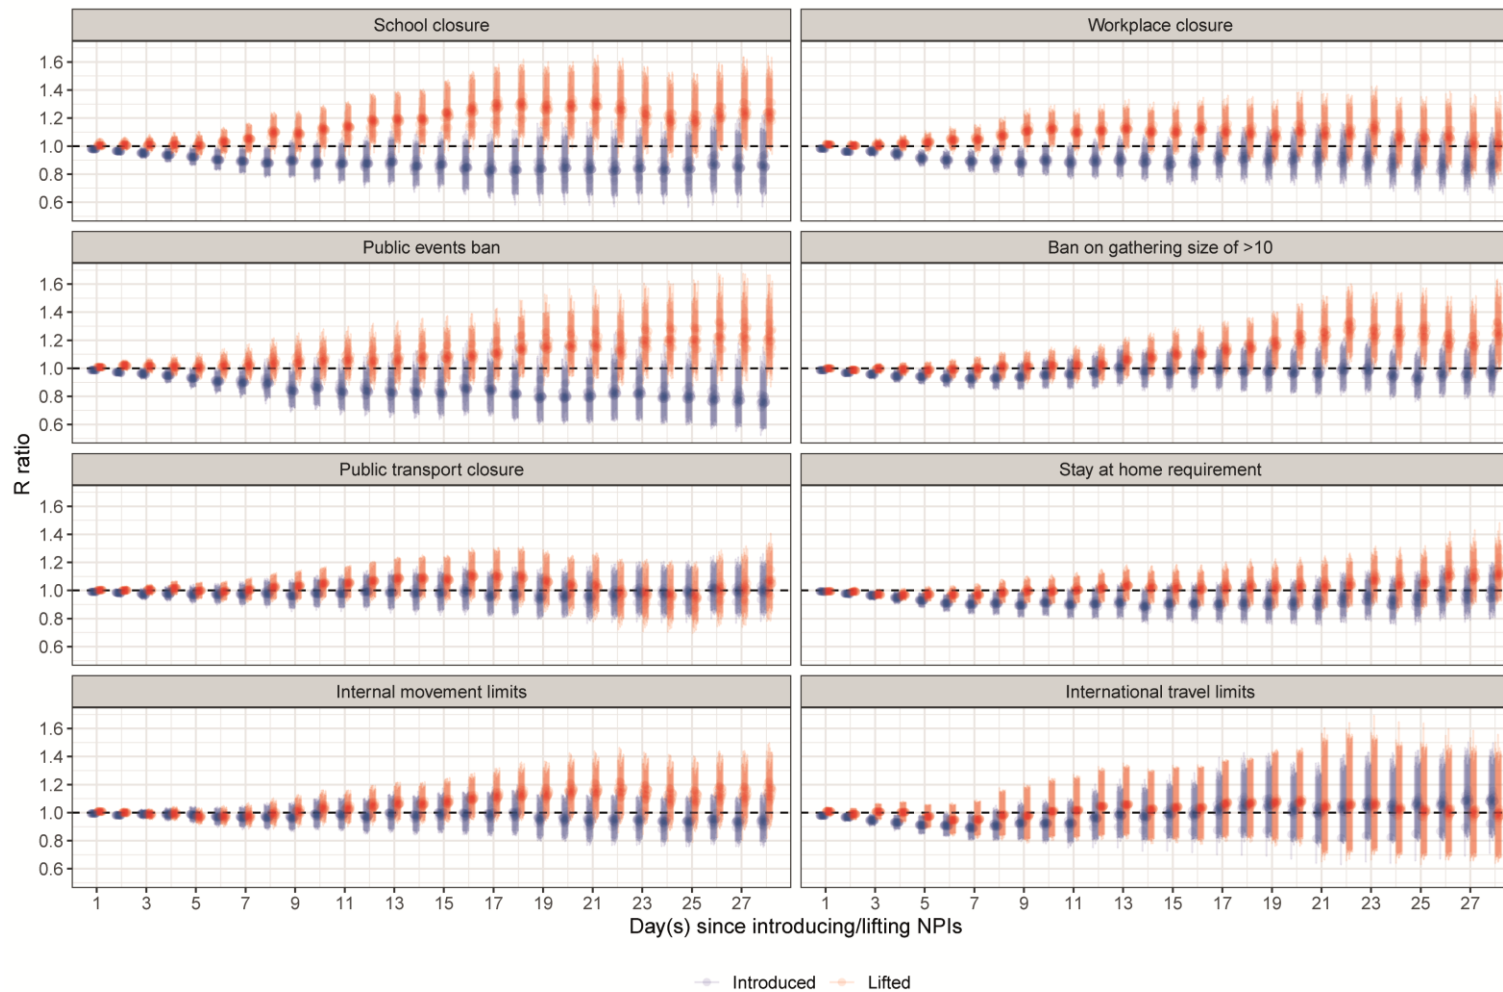 School closure
Workplace closure
1.6
1.4
1.2
1.0
0.8
0.6
Public events ban
Ban on gathering size of >10
1.6
1.4
1.2
1.0
0.8
0.6
R ratio
Public transport closure
Stay at home requirement
1.6
1.4
1.2
1.0
0.8
0.6
Internal movement limits
International travel limits
1.6
1.4
1.2
1.0
0.8
0.6
1 3 5 7 9 11 13 15 17 19 21 23 25 27 1 3 5 7 9 11 13 15 17 19 21 23 25 27
Day(s) since introducing/lifting NPIs
Introduced Lifted